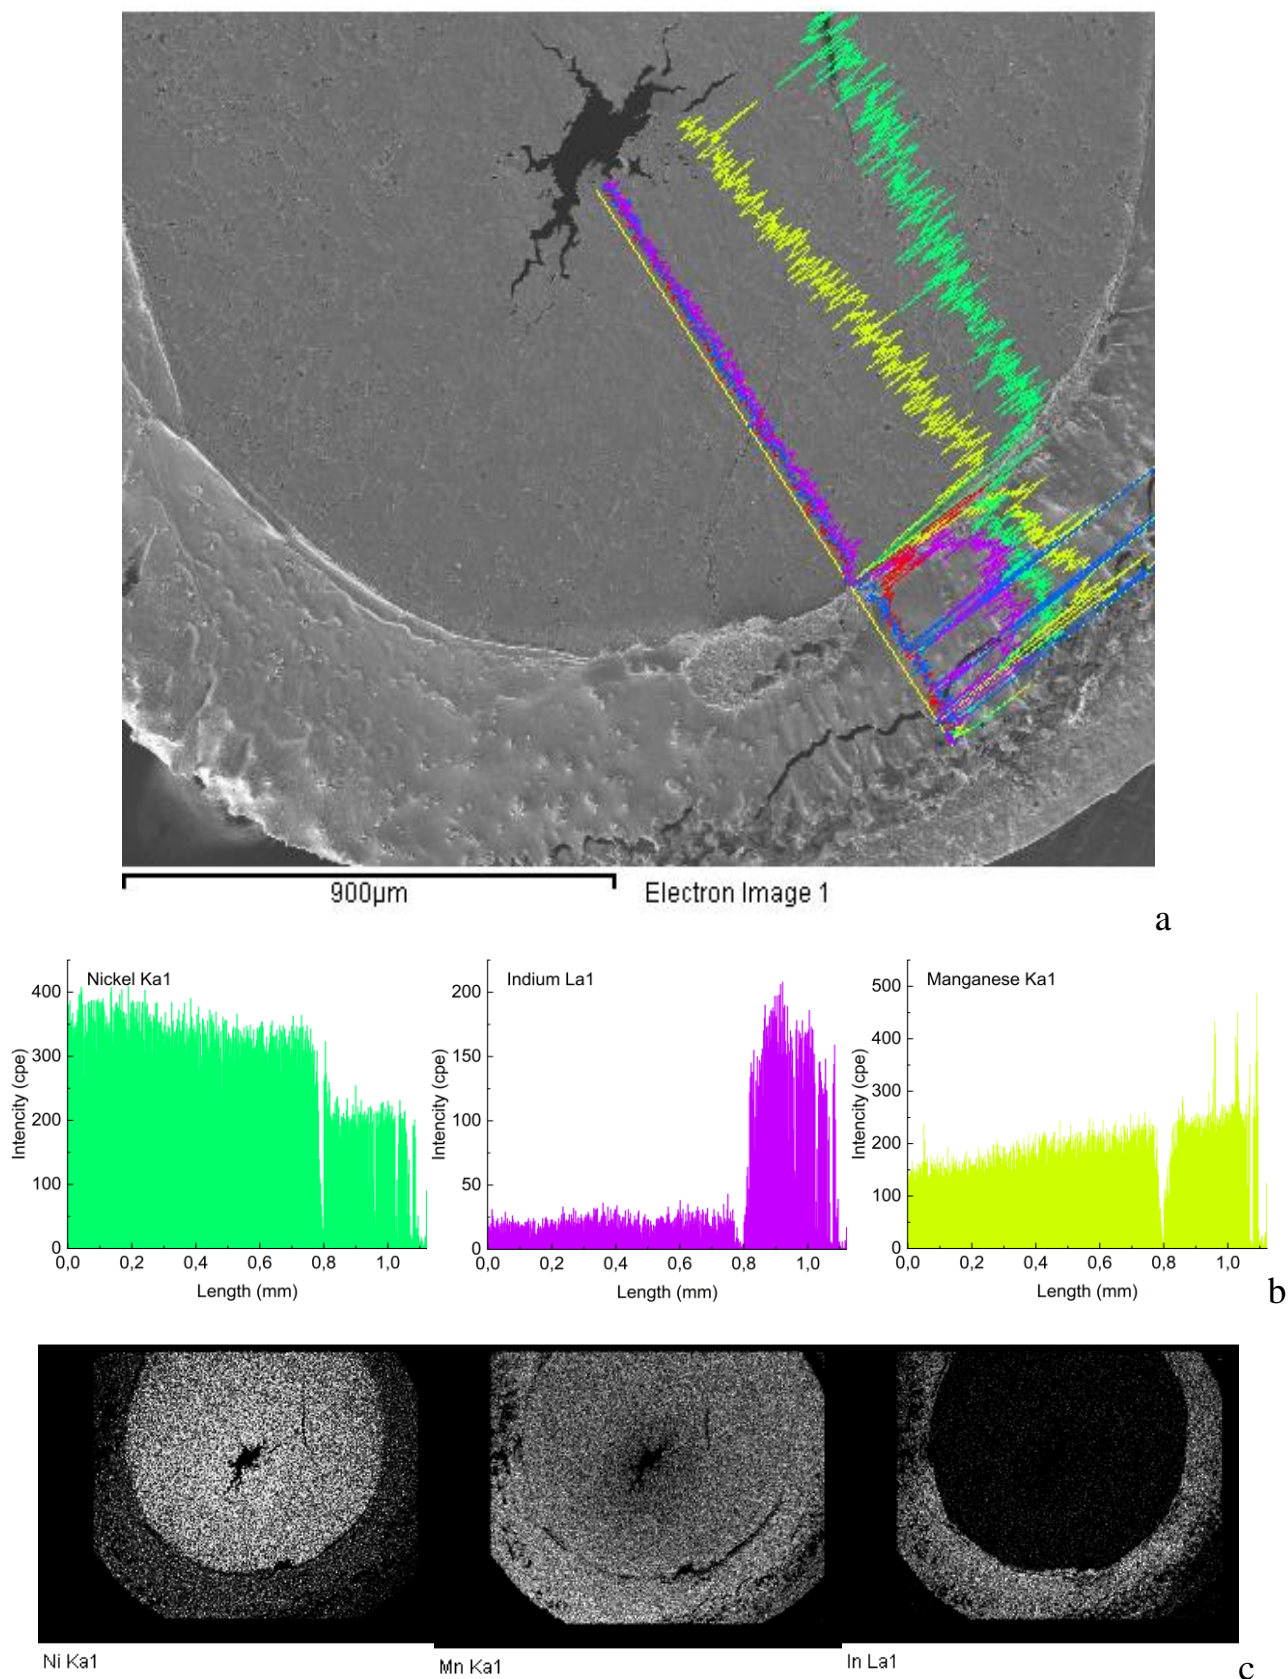 900µm
Electron Image 1
a
Nickel Ka1
Intencity (cpe)
400
300
200
100
0
0,0 0,2 0,4 0,6 0,8 1,0
Length (mm)
Indium La1
Intencity (cpe)
200
150
100
50
0
0,0 0,2 0,4 0,6 0,8 1,0
Length (mm)
Manganese Ka1
Intencity (cpe)
500
400
300
200
100
0
0,0 0,2 0,4 0,6 0,8 1,0
Length (mm)
b
Ni Ka1
Mn Ka1
In La1
c